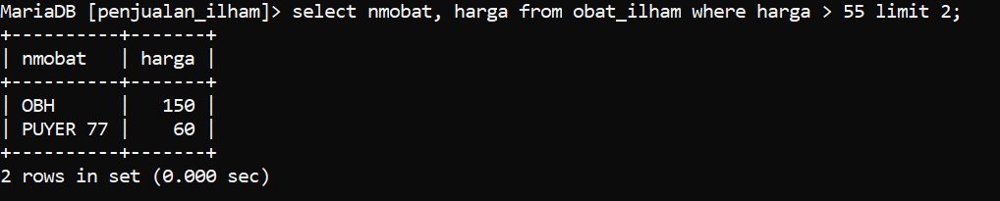 MariaDB [penjualan_ilham]> select nmobat, harga from obat_ilham where harga > 55 limit 2;
+----------+-------+
| nmobat   | harga |
+----------+-------+
| OBH      |   150 |
| PUYER 77 |    60 |
+----------+-------+
2 rows in set (0.000 sec)